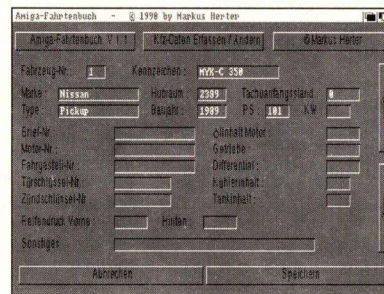 Amiga-Fahrtenbuch - © 1990 by Markus Herter
Amiga-Fahrtenbuch V 1.1 Kfz-Daten Erfassen / Ändern © Markus Herter
Fahrzeug-Nr. : 1 Kennzeichen : MYK-C 350
Marke : Nissan Hubraum : 2389 Tachoanfangsstand : 0
Type : Pickup Baujahr : 1989 PS : 101 KW :
Brief-Nr. : Ölinhalt Motor :
Motor-Nr. : Getriebe :
Fahrgestell-Nr. : Differential :
Türschlüssel-Nr. : Kühlerinhalt :
Zündschlüssel-Nr. : Tankinhalt :
Reifendruck Vorne : Hinten :
Sonstiges :
Abbrechen Speichern